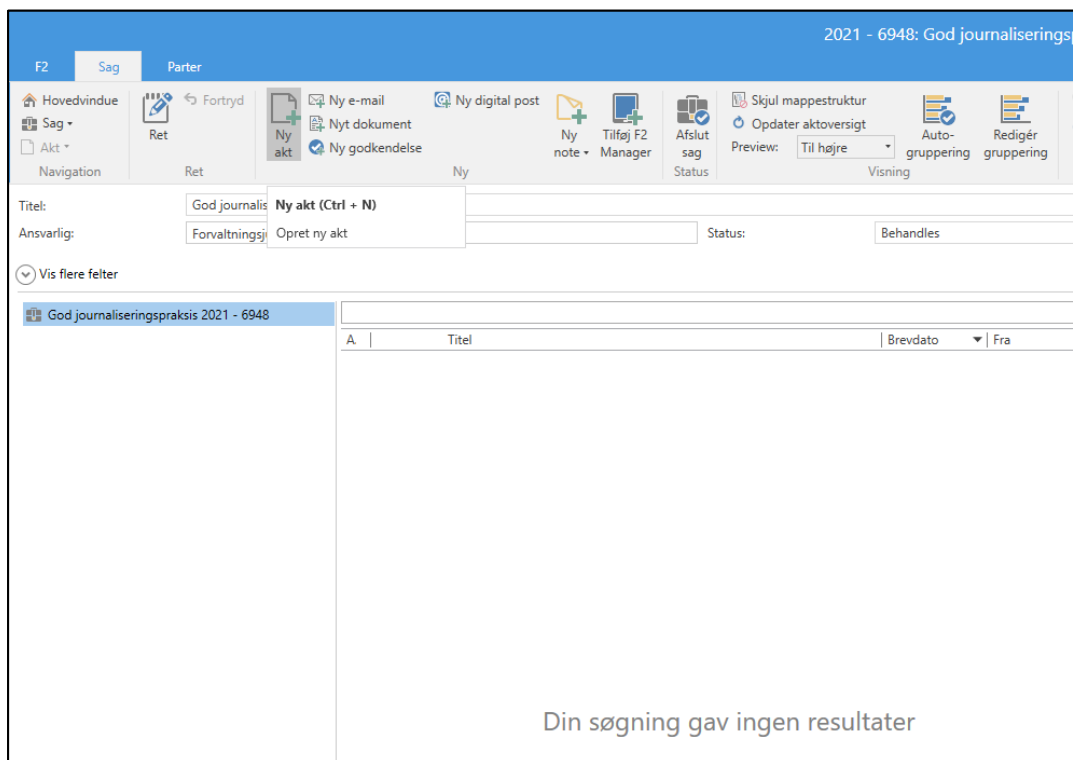 2021 - 6948: God journaliserings
F2 Sag Parter
Hovedvindue
Sag
Akt
Navigation
Ret
Fortryd
Ret
Ny
akt
Ny e-mail
Nyt dokument
Ny godkendelse
Ny digital post
Ny
note
Tilføj F2
Manager
Ny
Afslut
sag
Status
Skjul mappestruktur
Opdater aktoversigt
Preview: Til højre
Auto-
gruppering
Redigér
gruppering
Visning
Titel: God journalis
Ny akt (Ctrl + N)
Opret ny akt
Ansvarlig: Forvaltningsj
Status: Behandles
Vis flere felter
God journaliseringspraksis 2021 - 6948
A. Titel Brevdato Fra
Din søgning gav ingen resultater